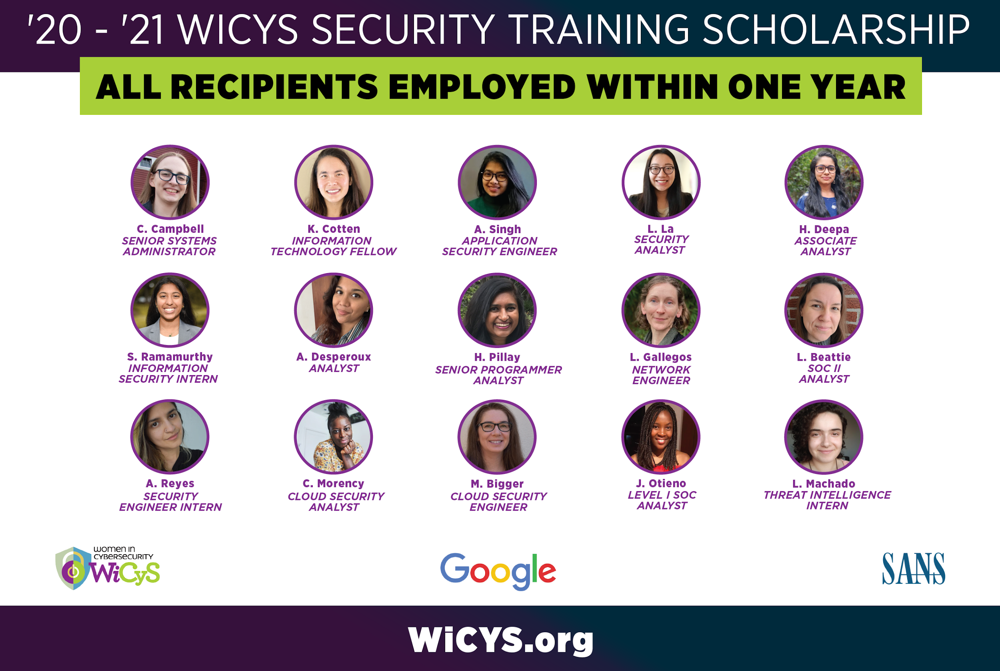 '20 - '21 WICYS SECURITY TRAINING SCHOLARSHIP
ALL RECIPIENTS EMPLOYED WITHIN ONE YEAR
C. Campbell
SENIOR SYSTEMS
ADMINISTRATOR
K. Cotten
INFORMATION
TECHNOLOGY FELLOW
A. Singh
APPLICATION
SECURITY ENGINEER
L. La
SECURITY
ANALYST
H. Deepa
ASSOCIATE
ANALYST
S. Ramamurthy
INFORMATION
SECURITY INTERN
A. Desperoux
ANALYST
H. Pillay
SENIOR PROGRAMMER
ANALYST
L. Gallegos
NETWORK
ENGINEER
L. Beattie
SOC II
ANALYST
A. Reyes
SECURITY
ENGINEER INTERN
C. Morency
CLOUD SECURITY
ANALYST
M. Bigger
CLOUD SECURITY
ENGINEER
J. Otieno
LEVEL I SOC
ANALYST
L. Machado
THREAT INTELLIGENCE
INTERN
women in
CYBERSECURITY
WiCyS
Google
SANS
WiCYS.org